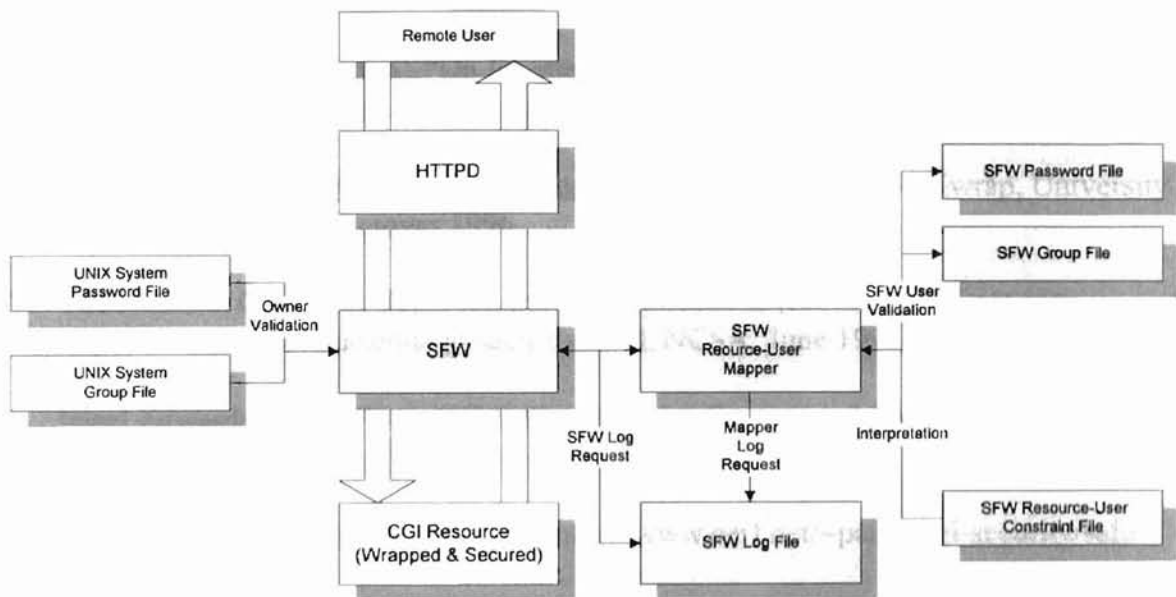 Remote User
HTTPD
SFW Password File
SFW Group File
UNIX System
Password File
Owner
Validation
SFW User
Validation
UNIX System
Group File
SFW
SFW
Reource-User
Mapper
SFW Log
Request
Mapper
Log
Request
Interpretation
CGI Resource
(Wrapped & Secured)
SFW Log File
SFW Resource-User
Constraint File